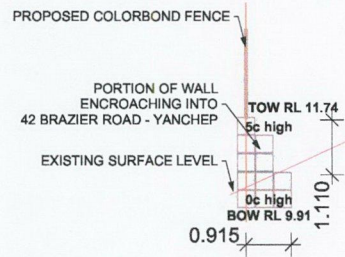 PROPOSED COLORBOND FENCE
PORTION OF WALL
ENCROACHING INTO
42 BRAZIER ROAD - YANCHEP
TOW RL 11.74
5c high
EXISTING SURFACE LEVEL
0c high
BOW RL 9.91
1.110
0.915